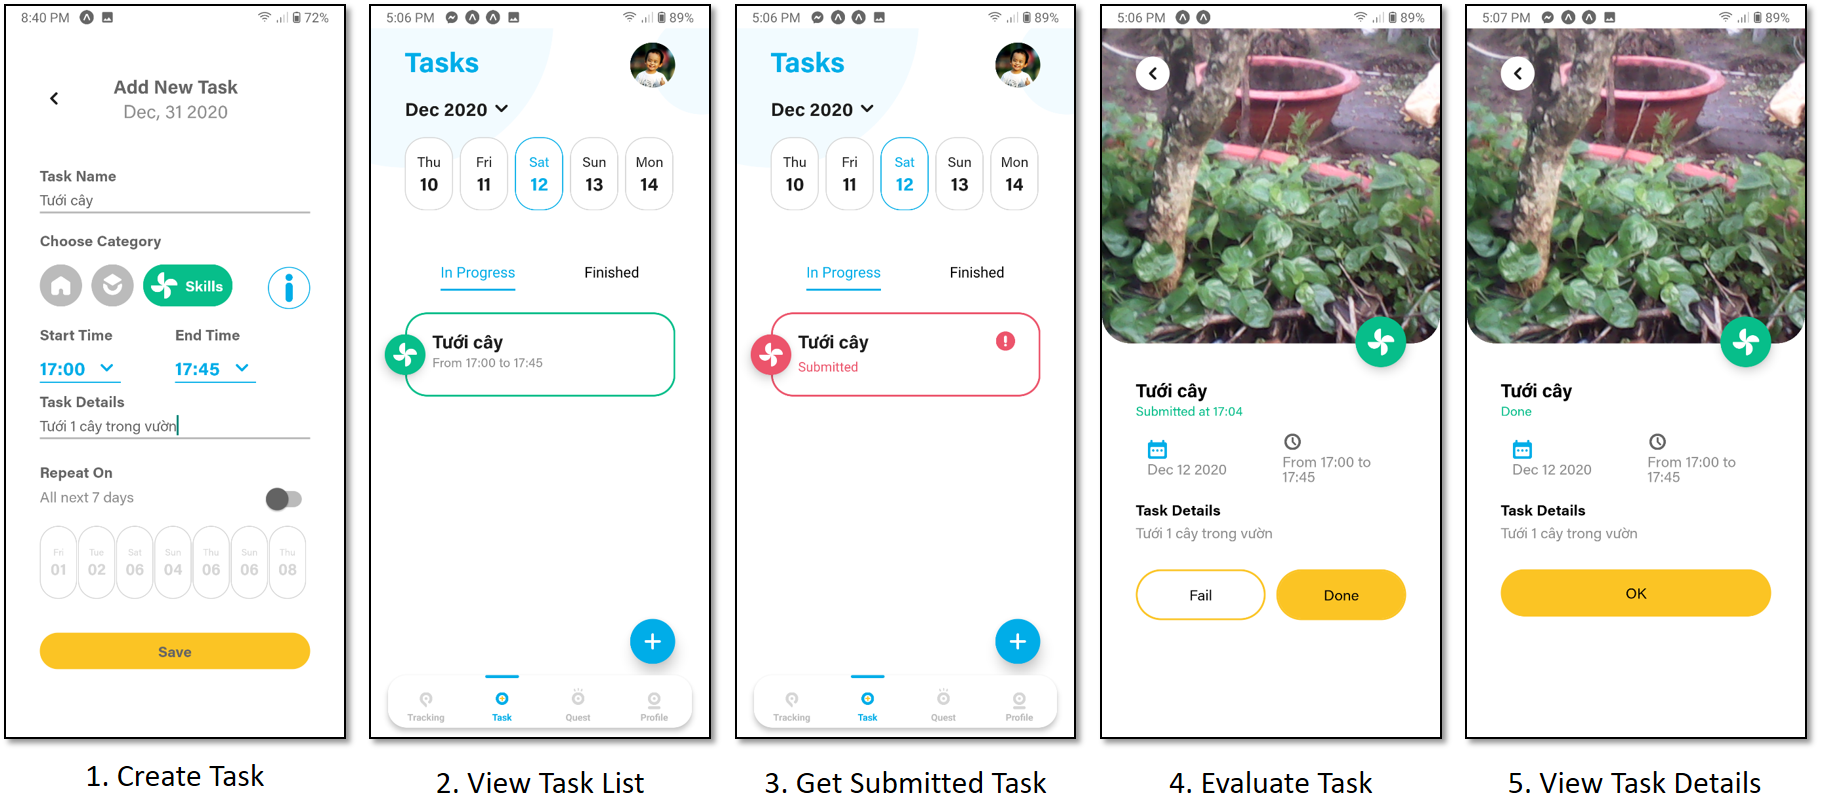 8:40 PM
72%
Add New Task
Dec, 31 2020
Task Name
Tưới cây
Choose Category
Skills
Start Time
End Time
17:00
17:45
Task Details
Tưới 1 cây trong vườn
Repeat On
All next 7 days
Fri
01
Tue
02
Sat
06
Sun
04
Thu
06
Sun
06
Thu
08
Save
1. Create Task
5:06 PM
89%
Tasks
Dec 2020
Thu
10
Fri
11
Sat
12
Sun
13
Mon
14
In Progress
Finished
Tưới cây
From 17:00 to 17:45
Tracking
Task
Quest
Profile
2. View Task List
5:06 PM
89%
Tasks
Dec 2020
Thu
10
Fri
11
Sat
12
Sun
13
Mon
14
In Progress
Finished
Tưới cây
Submitted
Tracking
Task
Quest
Profile
3. Get Submitted Task
5:06 PM
89%
Tưới cây
Submitted at 17:04
Dec 12 2020
From 17:00 to
17:45
Task Details
Tưới 1 cây trong vườn
Fail
Done
4. Evaluate Task
5:07 PM
89%
Tưới cây
Done
Dec 12 2020
From 17:00 to
17:45
Task Details
Tưới 1 cây trong vườn
OK
5. View Task Details